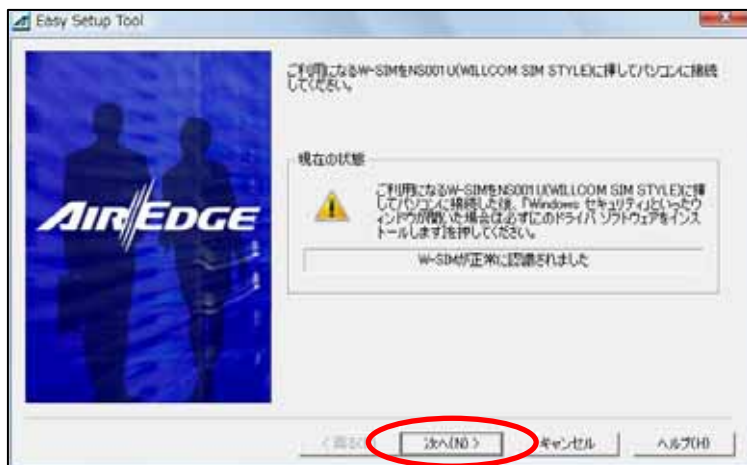 Easy Setup Tool
ご利用になるW-SIMをNS001U(WILLCOM SIM STYLE)に挿してパソコンに接続
してください。
現在の状態
ご利用になるW-SIMをNS001U(WILLCOM SIM STYLE)に挿
してパソコンに接続した後、「Windows セキュリティ」といったウ
ィンドウが開いた場合は必ず[このドライバ ソフトウェアをインス
トールします]を押してください。
AIR EDGE
W-SIMが正常に認識されました
< 戻る(
次へ(N) >
キャンセル
ヘルプ(H)